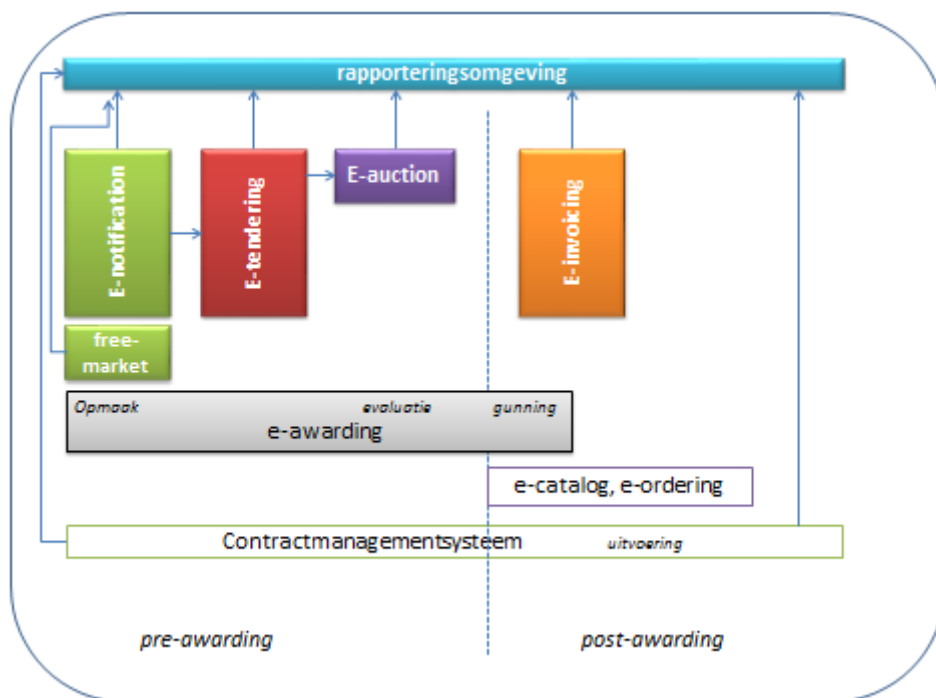 rapporteringsomgeving
E-notification
E-tendering
E-auction
E-invoicing
free-
market
Opmaak evaluatie gunning
e-awarding
e-catalog, e-ordering
Contractmanagementsysteem uitvoering
pre-awarding post-awarding